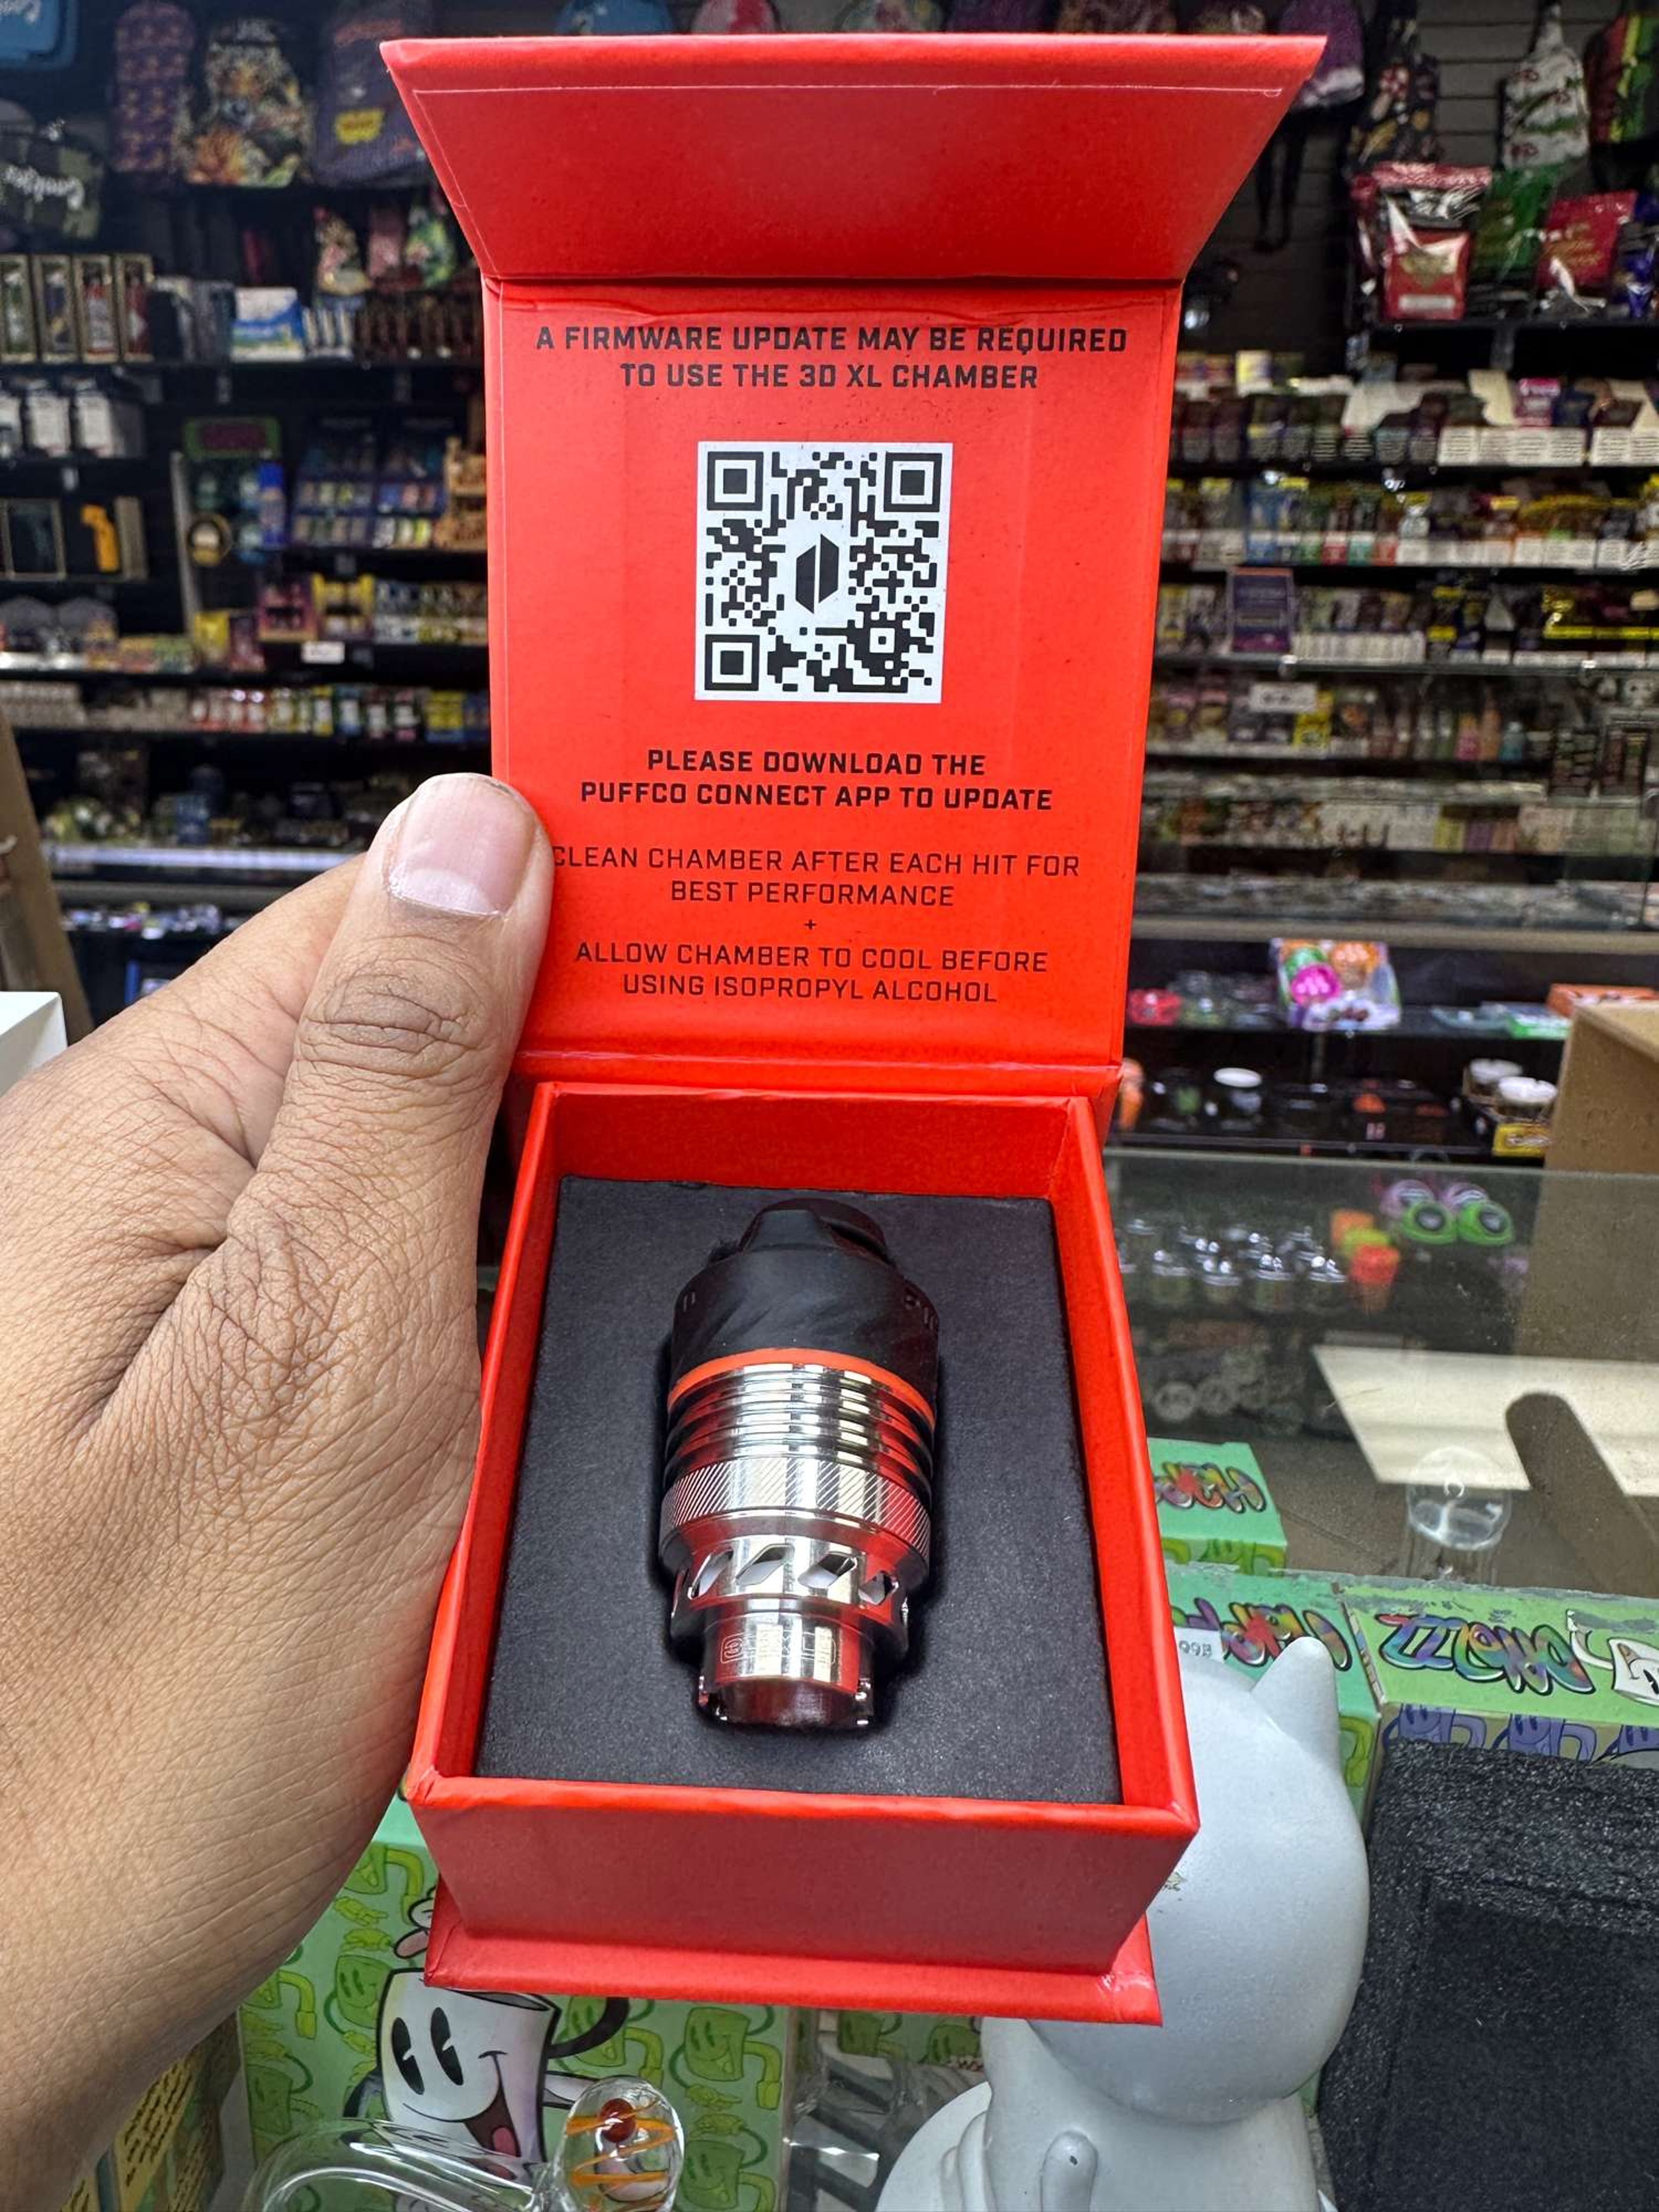 Cookies
A FIRMWARE UPDATE MAY BE REQUIRED
TO USE THE 3D XL CHAMBER
PLEASE DOWNLOAD THE
PUFFCO CONNECT APP TO UPDATE
CLEAN CHAMBER AFTER EACH HIT FOR
BEST PERFORMANCE
+
ALLOW CHAMBER TO COOL BEFORE
USING ISOPROPYL ALCOHOL